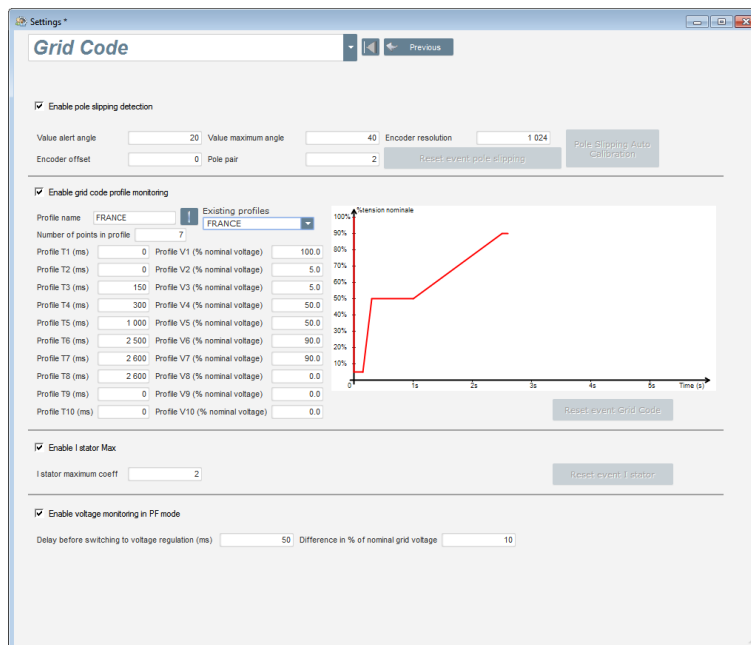 Settings *
Grid Code
Previous
Enable pole slipping detection
Value alert angle 20 Value maximum angle 40 Encoder resolution 1 024
Pole Slipping Auto Calibration
Encoder offset 0 Pole pair 2 Reset event pole slipping
Enable grid code profile monitoring
Profile name FRANCE ! Existing profiles
FRANCE
Number of points in profile 7
Profile T1 (ms) 0 Profile V1 (% nominal voltage) 100.0
Profile T2 (ms) 0 Profile V2 (% nominal voltage) 5.0
Profile T3 (ms) 150 Profile V3 (% nominal voltage) 5.0
Profile T4 (ms) 300 Profile V4 (% nominal voltage) 50.0
Profile T5 (ms) 1 000 Profile V5 (% nominal voltage) 50.0
Profile T6 (ms) 2 500 Profile V6 (% nominal voltage) 90.0
Profile T7 (ms) 2 600 Profile V7 (% nominal voltage) 90.0
Profile T8 (ms) 2 600 Profile V8 (% nominal voltage) 0.0
Profile T9 (ms) 0 Profile V9 (% nominal voltage) 0.0
Profile T10 (ms) 0 Profile V10 (% nominal voltage) 0.0
%tension nominale
100%
90%
80%
70%
60%
50%
40%
30%
20%
10%
0 1s 2s 3s 4s 5s Time (s)
Reset event Grid Code
Enable I stator Max
I stator maximum coeff 2 Reset event I stator
Enable voltage monitoring in PF mode
Delay before switching to voltage regulation (ms) 50 Difference in % of nominal grid voltage 10